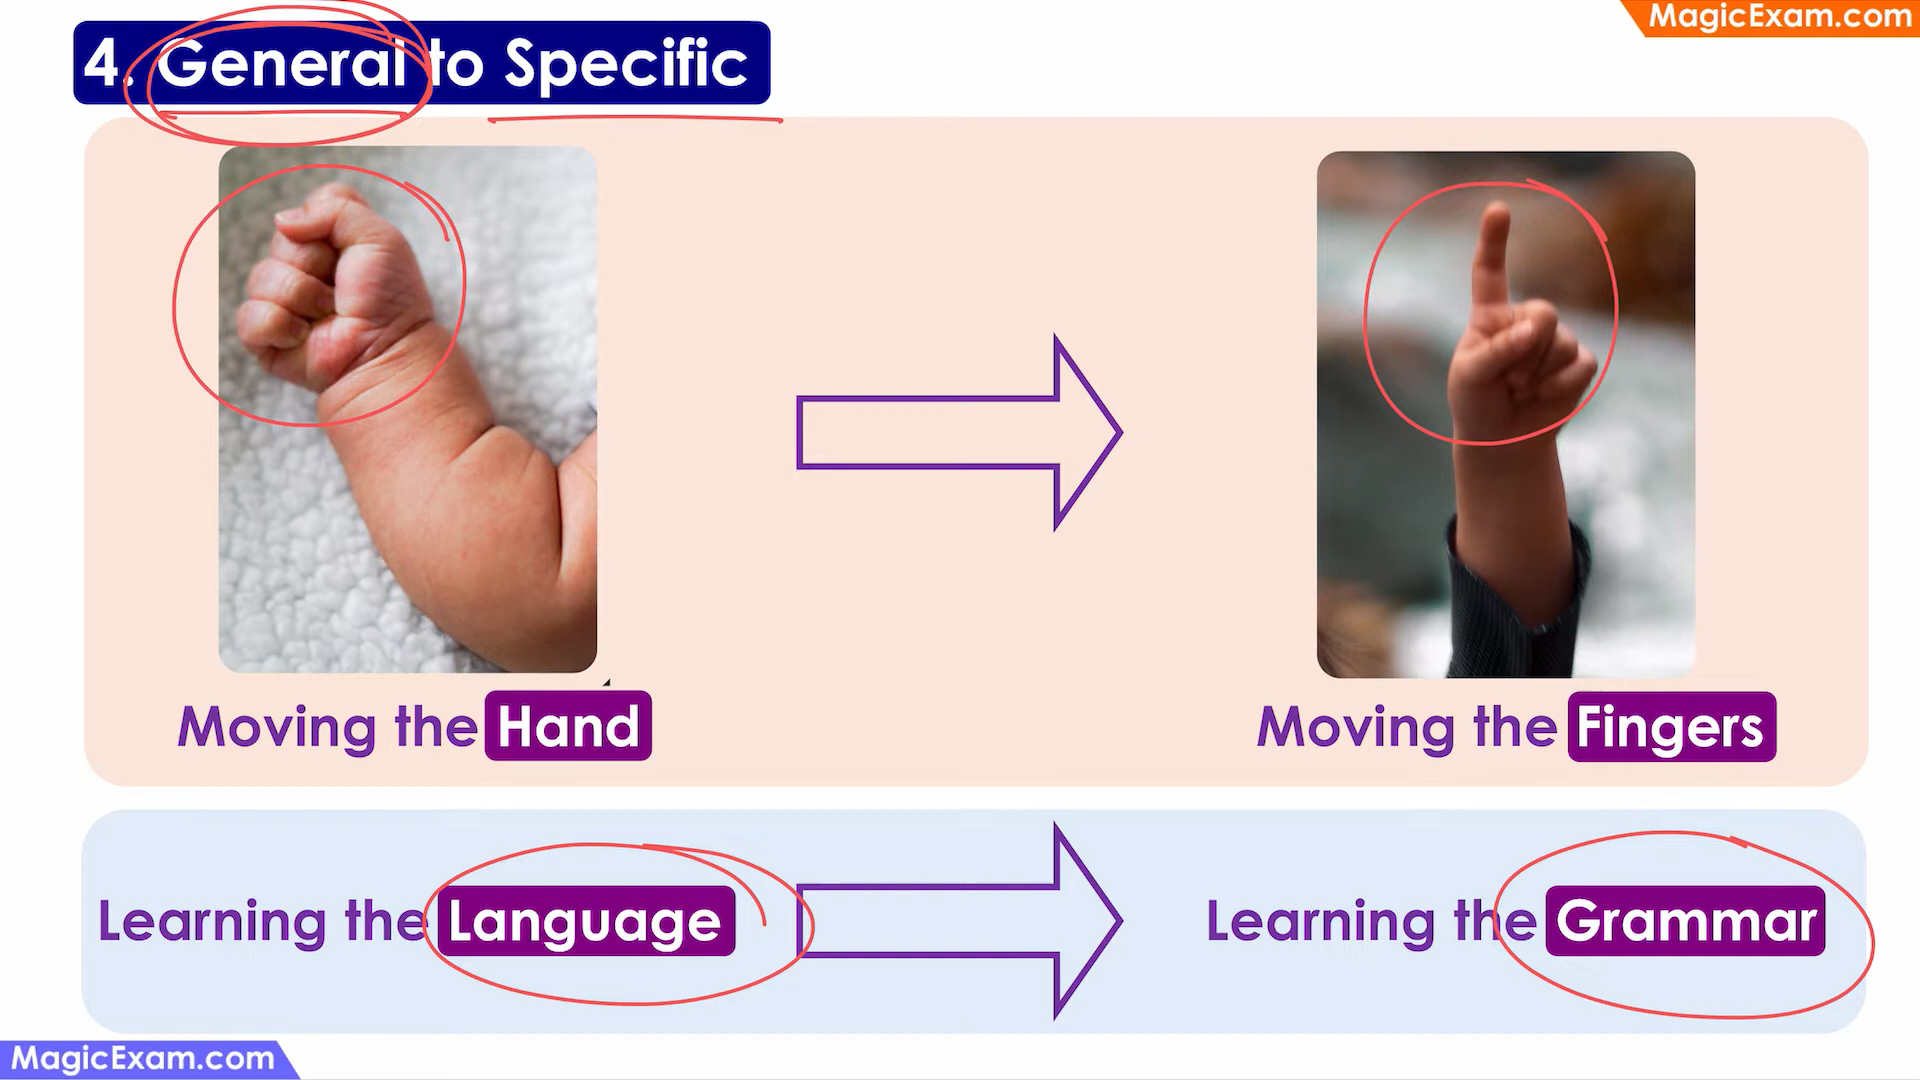 MagicExam.com
4. General to Specific
Moving the Hand
Moving the Fingers
Learning the Language
Learning the Grammar
MagicExam.com